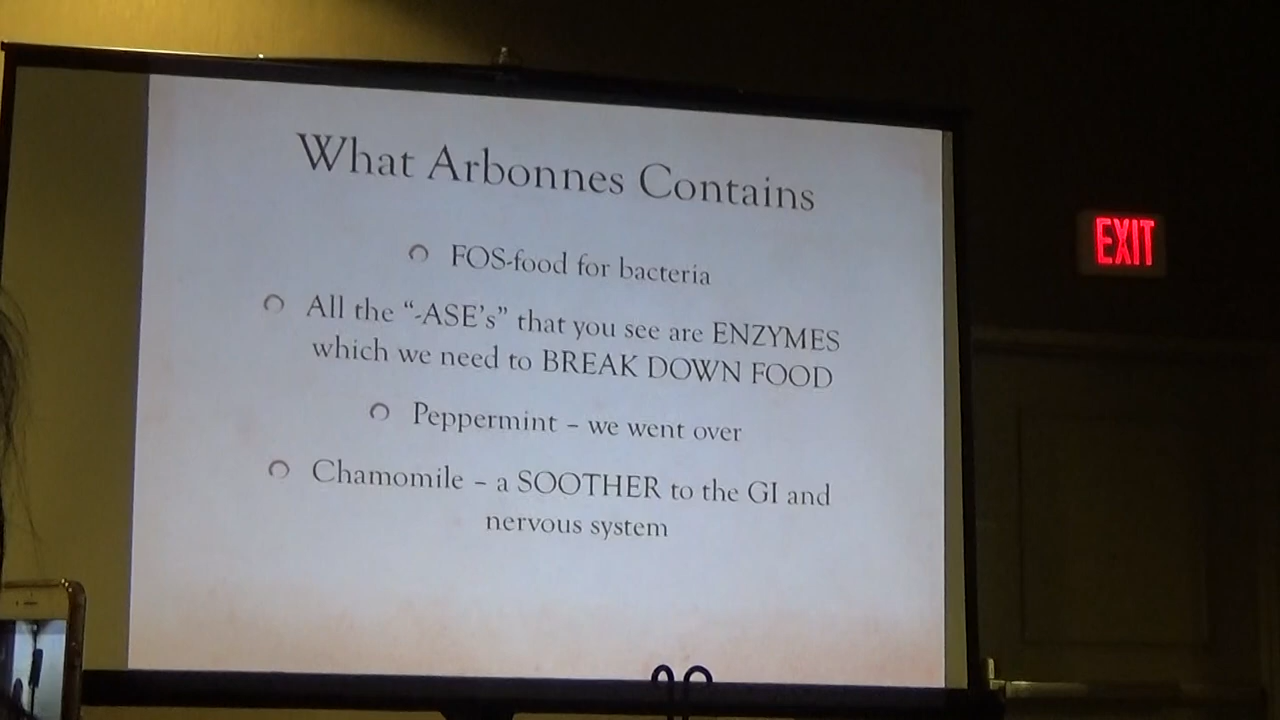 What Arbonnes Contains
FOS-food for bacteria
All the “-ASE’s” that you see are ENZYMES
which we need to BREAK DOWN FOOD
Peppermint – we went over
Chamomile – a SOOTHER to the GI and
nervous system
EXIT